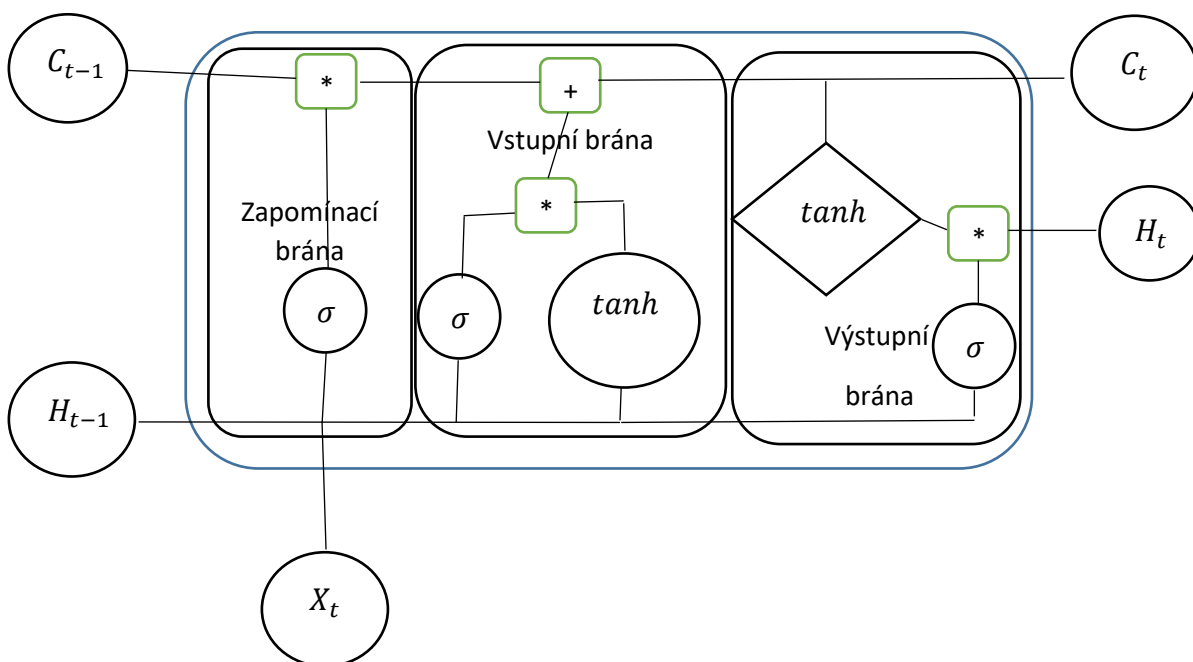 C_{t-1}
*
+
C_t
Vstupní brána
Zapomínací
brána
*
tanh
*
H_t
σ
σ
tanh
Výstupní
σ
brána
H_{t-1}
X_t